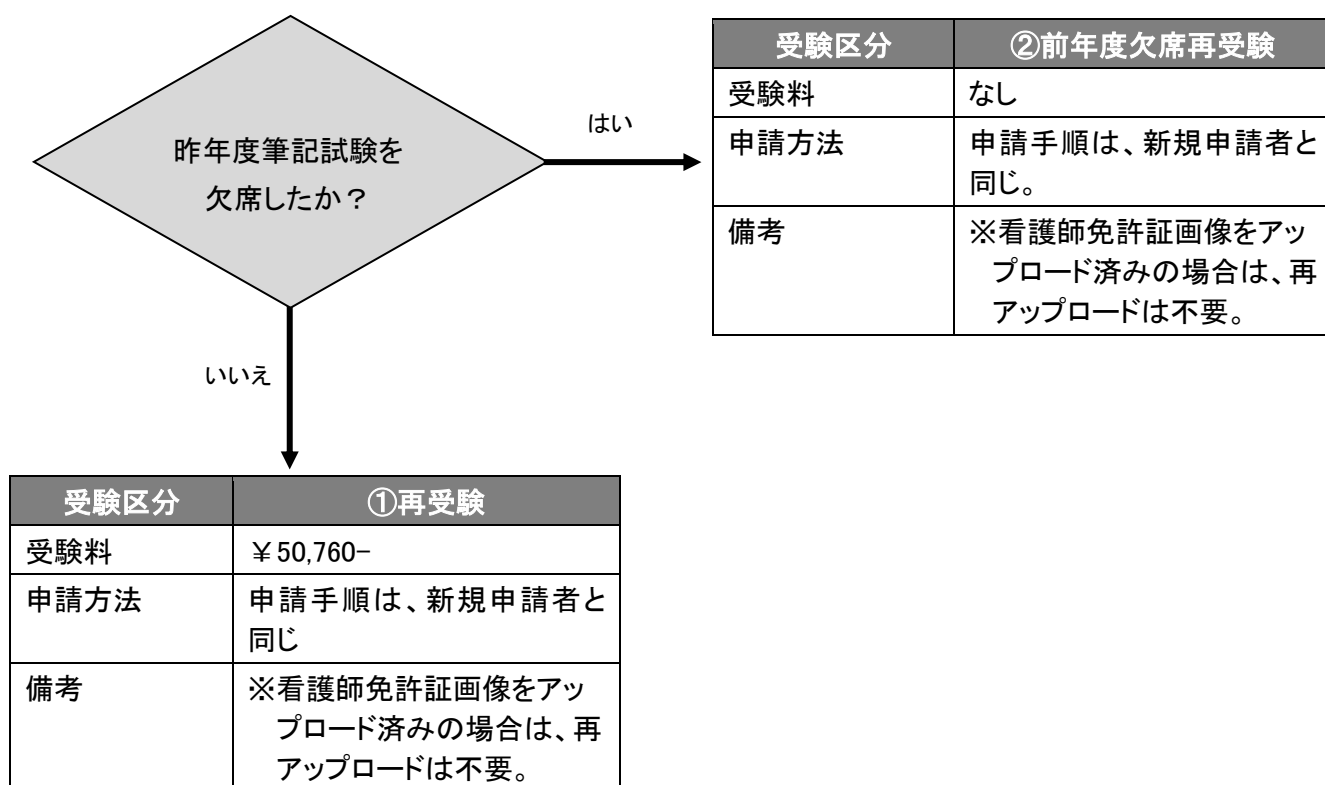 昨年度筆記試験を
欠席したか？
はい
受験区分 ②前年度欠席再受験
受験料 なし
申請方法 申請手順は、新規申請者と
同じ。
備考 ※看護師免許証画像をアッ
プロード済みの場合は、再
アップロードは不要。
いいえ
受験区分 ①再受験
受験料 ￥50,760−
申請方法 申請手順は、新規申請者と
同じ
備考 ※看護師免許証画像をアッ
プロード済みの場合は、再
アップロードは不要。